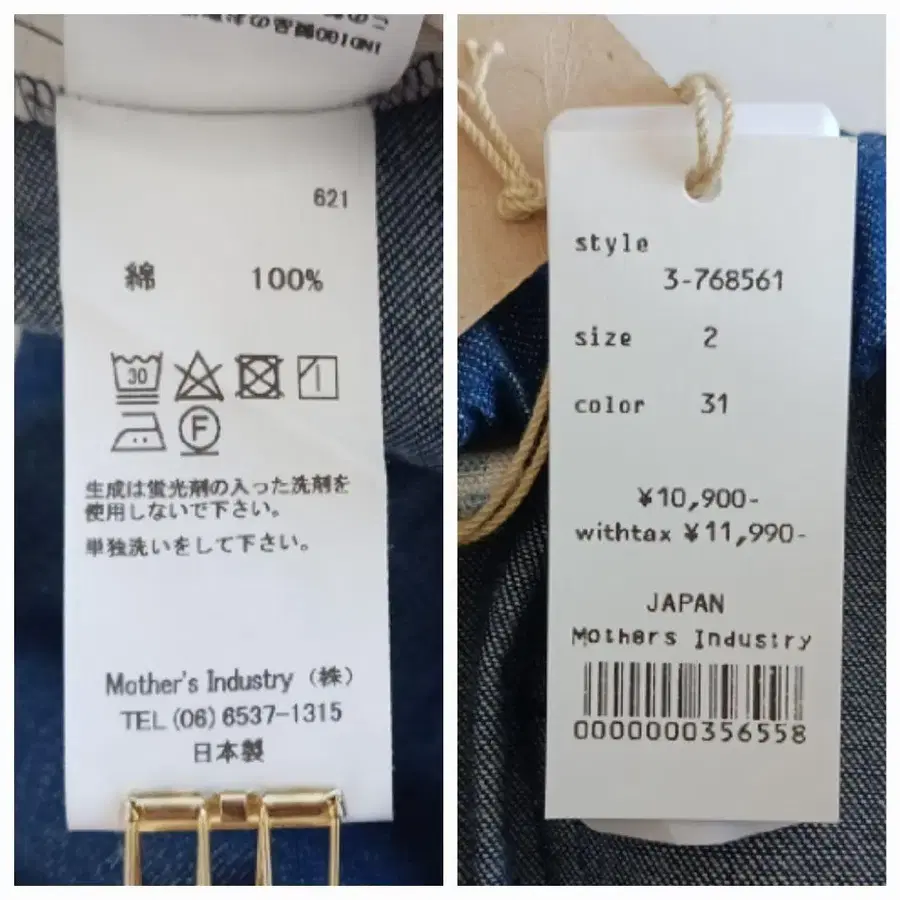 621
綿 100%
30
F
生成は蛍光剤の入った洗剤を
使用しないで下さい。
単独洗いをして下さい。
Mother's Industry (株)
TEL (06) 6537-1315
日本製
style
3-768561
size 2
color 31
¥10,900-
withtax ¥11,990-
JAPAN
Mothers Industry
0000000356558